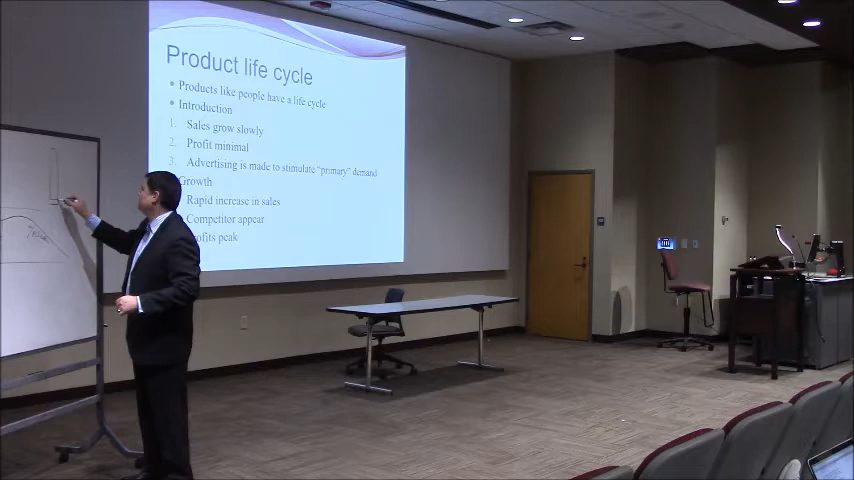 Product life cycle
• Products like people have a life cycle
• Introduction
1. Sales grow slowly
2. Profit minimal
3. Advertising is made to stimulate "primary" demand
Growth
Rapid increase in sales
Competitor appear
profits peak